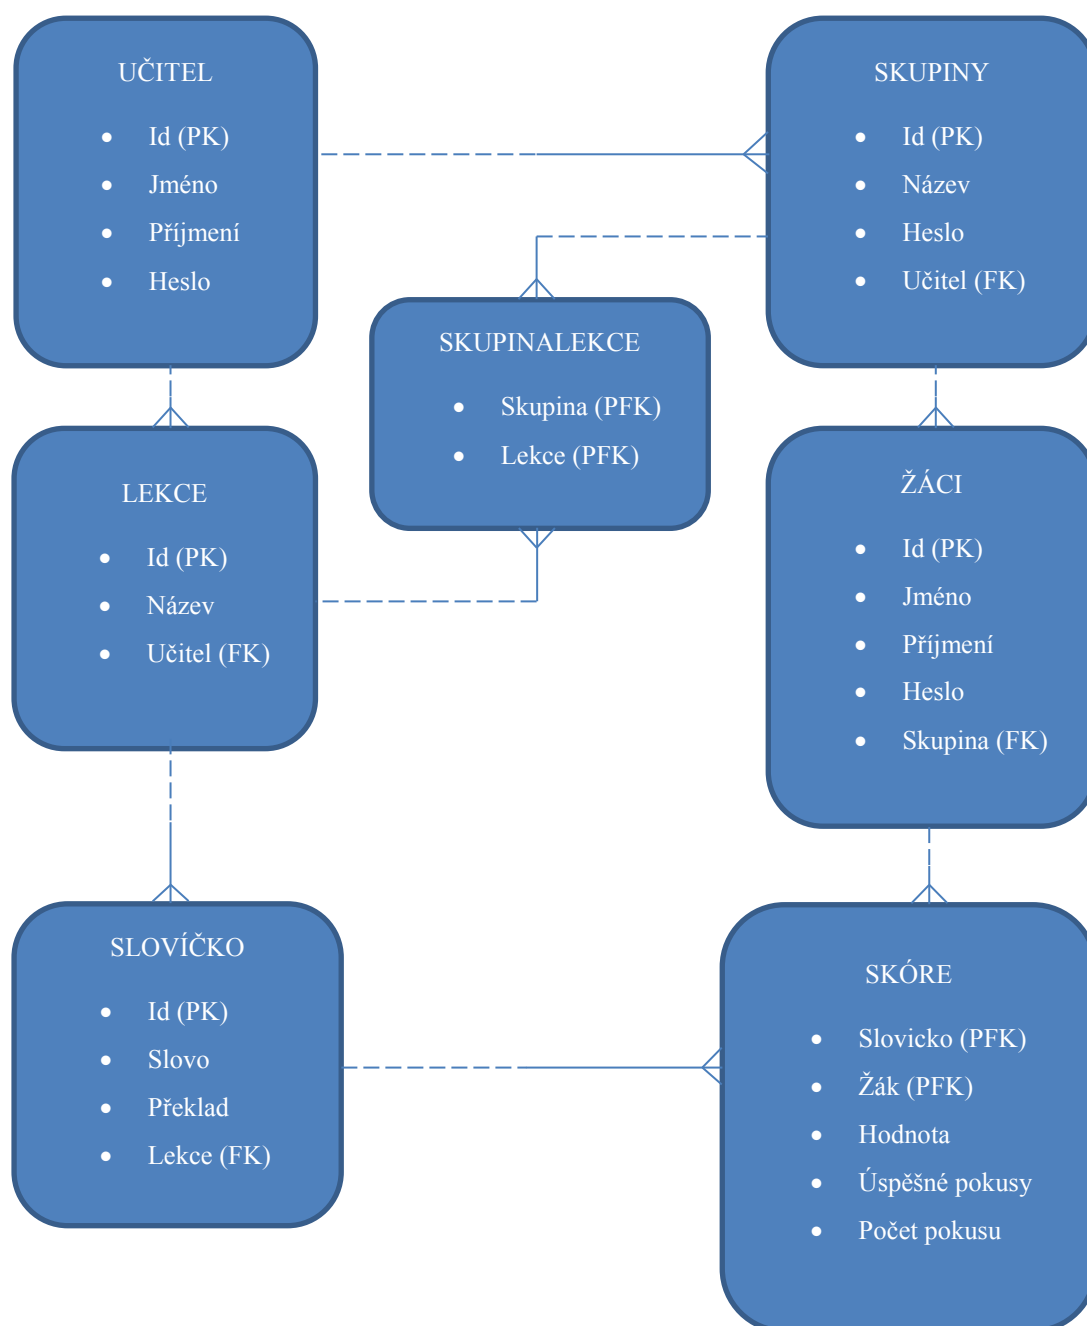 UČITEL
Id (PK)
Jméno
Příjmení
Heslo
SKUPINY
Id (PK)
Název
Heslo
Učitel (FK)
SKUPINALEKCE
Skupina (PFK)
Lekce (PFK)
LEKCE
Id (PK)
Název
Učitel (FK)
ŽÁCI
Id (PK)
Jméno
Příjmení
Heslo
Skupina (FK)
SLOVÍČKO
Id (PK)
Slovo
Překlad
Lekce (FK)
SKÓRE
Slovicko (PFK)
Žák (PFK)
Hodnota
Úspěšné pokusy
Počet pokusu